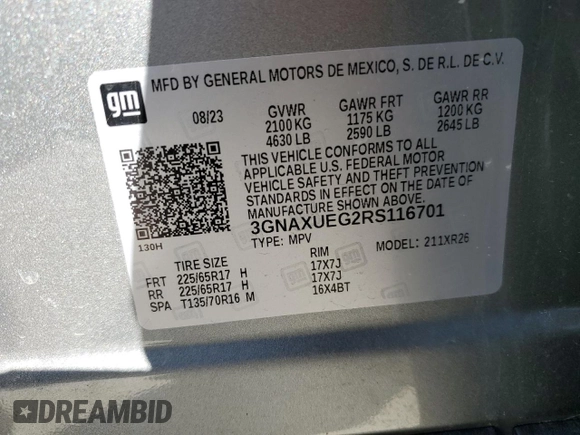 gm
MFD BY GENERAL MOTORS DE MEXICO, S. DE R.L. DE C.V.
08/23 GVWR GAWR FRT GAWR RR
2100 KG 1175 KG 1200 KG
4630 LB 2590 LB 2645 LB
THIS VEHICLE CONFORMS TO ALL
APPLICABLE U.S. FEDERAL MOTOR
VEHICLE SAFETY AND THEFT PREVENTION
STANDARDS IN EFFECT ON THE DATE OF
MANUFACTURE SHOWN ABOVE.
3GNAXUEG2RS116701
130H
TYPE: MPV MODEL: 211XR26
TIRE SIZE RIM
FRT 225/65R17 H 17X7J
RR 225/65R17 H 17X7J
SPA T135/70R16 M 16X4BT
DREAMBID